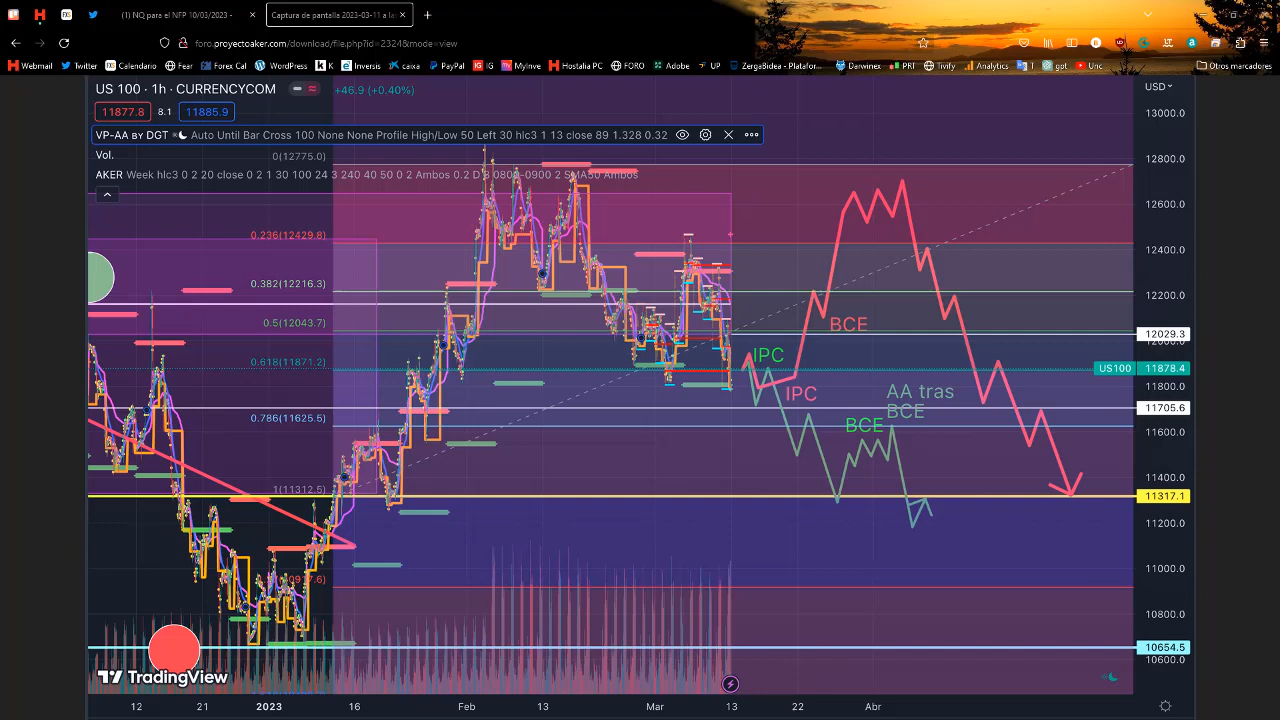 (1) NQ para el NFP 10/03/2023 -
Captura de pantalla 2023-03-11 a la
foro.proyectoaker.com/download/file.php?id=2324&mode=view
Webmail Twitter Calendario Fear Forex Cal WordPress K Inversis caixa PayPal IG MyInve Hostalia PC FORO Adobe UP ZergaBidea - Platafor... Darwinex PRT Tivify Analytics T gpt Unc Otros marcadores
US 100 · 1h · CURRENCYCOM
+46.9 (+0.40%)
USD
11877.8 8.1 11885.9
VP-AA BY DGT Auto Until Bar Cross 100 None None Profile High/Low 50 Left 30 hlc3 1 13 close 89 1.328 0.32
Vol.
0(12775.0)
AKER Week hlc3 0 2 20 close 0 2 1 30 100 24 3 240 40 50 0 2 Ambos 0.2 D 8 0800-0900 2 SMA50 Ambos
0.236(12429.8)
0.382(12216.3)
0.5(12043.7)
0.618(11871.2)
0.786(11625.5)
1(11312.5)
BCE
IPC
IPC
AA tras
BCE
BCE
13000.0
12800.0
12600.0
12400.0
12200.0
12029.3
12000.0
US100 11878.4
11800.0
11705.6
11600.0
11400.0
11317.1
11200.0
11000.0
10800.0
10654.5
10600.0
TradingView
12 21 2023 16 Feb 13 Mar 13 22 Abr